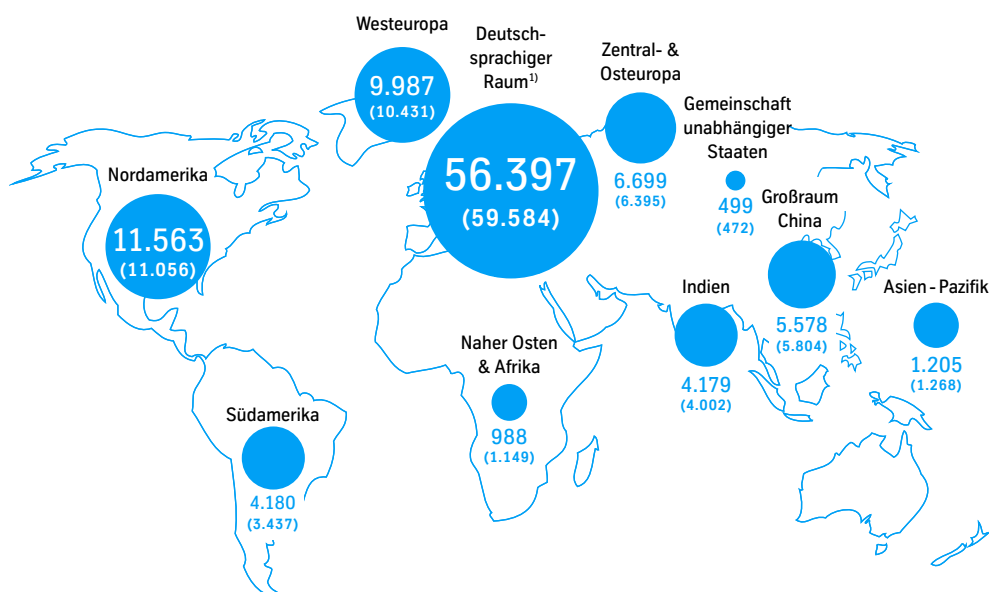 Westeuropa
9.987
(10.431)
Deutsch-
sprachiger
Raum1)
56.397
(59.584)
Zentral- &
Osteuropa
6.699
(6.395)
Gemeinschaft
unabhängiger
Staaten
499
(472)
Nordamerika
11.563
(11.056)
Großraum
China
5.578
(5.804)
Indien
4.179
(4.002)
Asien-Pazifik
1.205
(1.268)
Naher Osten
& Afrika
988
(1.149)
Südamerika
4.180
(3.437)